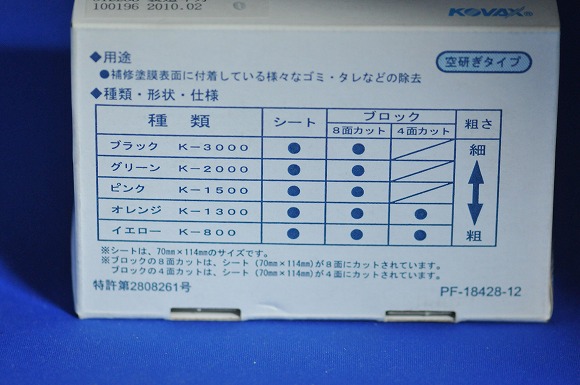 100196 2010.02
KOVAX®
◆用途
空研ぎタイプ
●補修塗膜表面に付着している様々なゴミ・タレなどの除去
◆種類・形状・仕様
種 類 シート ブロック 粗さ
8面カット 4面カット
ブラック K-3000 ● ● 細
グリーン K-2000 ● ●
ピンク K-1500 ● ●
オレンジ K-1300 ● ● ●
イエロー K-800 ● ● ● 粗
※シートは、70mm×114mmのサイズです。
※ブロックの8面カットは、シート(70mm×114mm)が8面にカットされています。
ブロックの4面カットは、シート(70mm×114mm)が4面にカットされています。
特許第2808261号
PF-18428-12